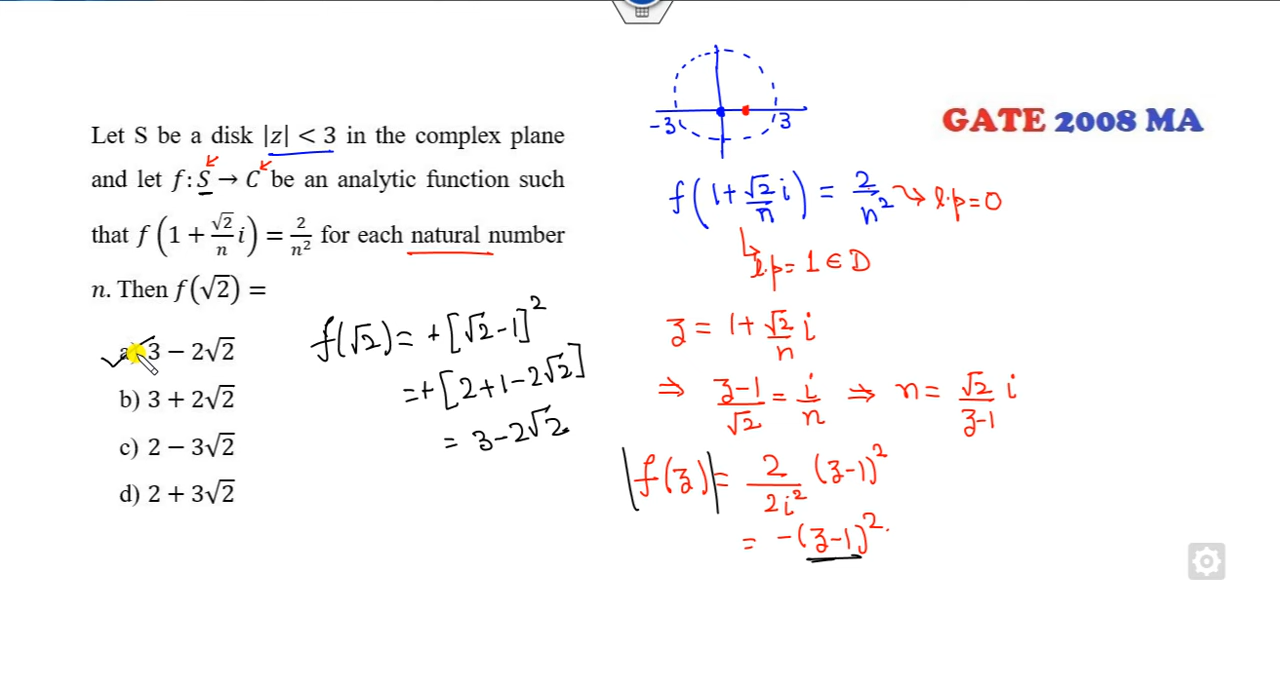 Let S be a disk |z| < 3 in the complex plane
and let f: S → C be an analytic function such
that f(1 + √2/n i) = 2/n² for each natural number
n. Then f(√2) =
a) 3 − 2√2
b) 3 + 2√2
c) 2 − 3√2
d) 2 + 3√2
f(√2) = +[√2-1]²
= +[2+1-2√2]
= 3-2√2
-3
3
GATE 2008 MA
f(1+ √2/n i) = 2/n² ↘ l.p=0
l.p= 1 ∈ D
z = 1+ √2/n i
⇒ z-1/√2 = i/n ⇒ n = √2/z-1 i
|f(z)| = 2/2i² (z-1)²
= -(z-1)².